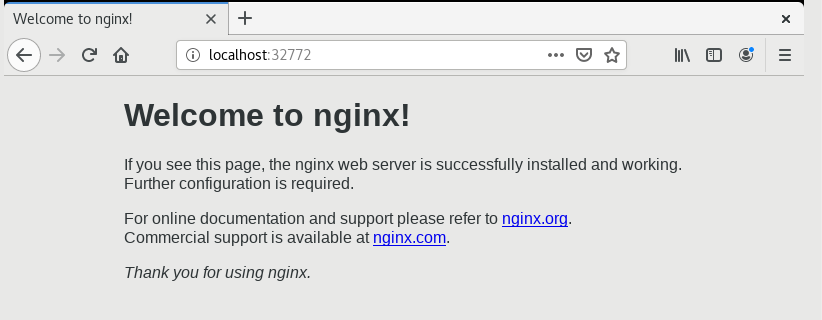 Welcome to nginx!
localhost:32772
Welcome to nginx!
If you see this page, the nginx web server is successfully installed and working.
Further configuration is required.
For online documentation and support please refer to nginx.org.
Commercial support is available at nginx.com.
Thank you for using nginx.